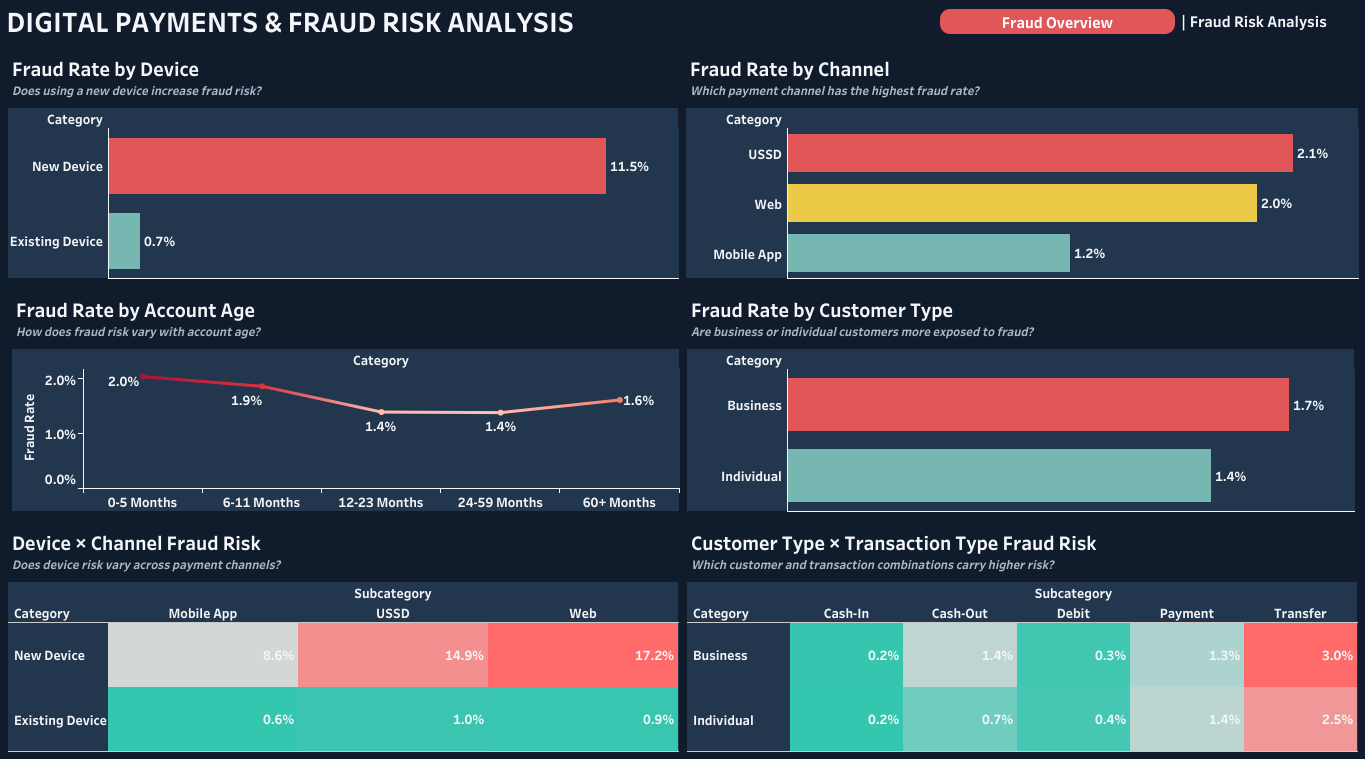 DIGITAL PAYMENTS & FRAUD RISK ANALYSIS
Fraud Overview | Fraud Risk Analysis
Fraud Rate by Device
Does using a new device increase fraud risk?
Category
New Device 11.5%
Existing Device 0.7%
Fraud Rate by Channel
Which payment channel has the highest fraud rate?
Category
USSD 2.1%
Web 2.0%
Mobile App 1.2%
Fraud Rate by Account Age
How does fraud risk vary with account age?
Category
Fraud Rate
2.0%
1.0%
0.0%
2.0%
1.9%
1.4%
1.4%
1.6%
0-5 Months 6-11 Months 12-23 Months 24-59 Months 60+ Months
Fraud Rate by Customer Type
Are business or individual customers more exposed to fraud?
Category
Business 1.7%
Individual 1.4%
Device × Channel Fraud Risk
Does device risk vary across payment channels?
Subcategory
Category Mobile App USSD Web
New Device 8.6% 14.9% 17.2%
Existing Device 0.6% 1.0% 0.9%
Customer Type × Transaction Type Fraud Risk
Which customer and transaction combinations carry higher risk?
Subcategory
Category Cash-In Cash-Out Debit Payment Transfer
Business 0.2% 1.4% 0.3% 1.3% 3.0%
Individual 0.2% 0.7% 0.4% 1.4% 2.5%